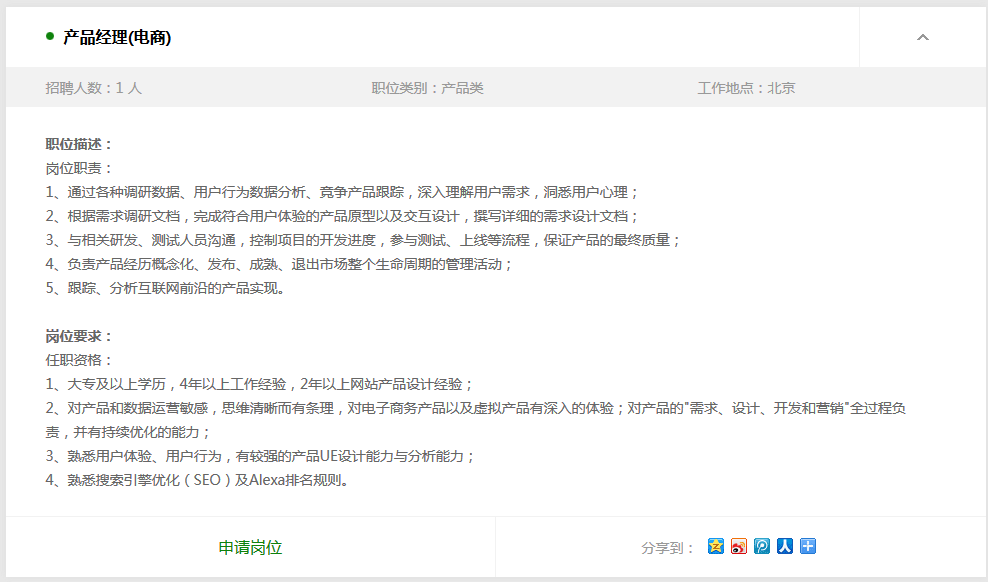 产品经理(电商)
招聘人数：1 人 职位类别：产品类 工作地点：北京
职位描述：
岗位职责：
1、通过各种调研数据、用户行为数据分析、竞争产品跟踪，深入理解用户需求，洞悉用户心理；
2、根据需求调研文档，完成符合用户体验的产品原型以及交互设计，撰写详细的需求设计文档；
3、与相关研发、测试人员沟通，控制项目的开发进度，参与测试、上线等流程，保证产品的最终质量；
4、负责产品经历概念化、发布、成熟、退出市场整个生命周期的管理活动；
5、跟踪、分析互联网前沿的产品实现。
岗位要求：
任职资格：
1、大专及以上学历，4年以上工作经验，2年以上网站产品设计经验；
2、对产品和数据运营敏感，思维清晰而有条理，对电子商务产品以及虚拟产品有深入的体验；对产品的"需求、设计、开发和营销"全过程负
责，并有持续优化的能力；
3、熟悉用户体验、用户行为，有较强的产品UE设计能力与分析能力；
4、熟悉搜索引擎优化（SEO）及Alexa排名规则。
申请岗位 分享到：